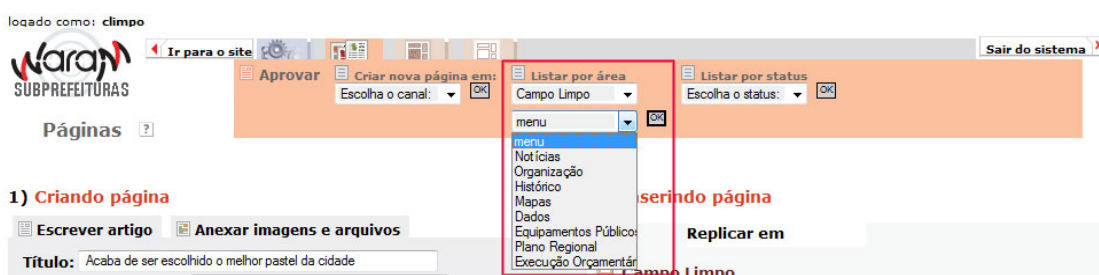 logado como: climpo
Ir para o site
Sair do sistema
Waram
SUBPREFEITURAS
Aprovar
Criar nova página em:
Listar por área
Listar por status
Escolha o canal:
OK
Campo Limpo
Escolha o status:
OK
menu
OK
Páginas ?
menu
Notícias
Organização
Histórico
Mapas
Dados
Equipamentos Públicos
Plano Regional
Execução Orçamentár
1) Criando página
serindo página
Escrever artigo
Anexar imagens e arquivos
Replicar em
Título: Acaba de ser escolhido o melhor pastel da cidade
Campo Limpo